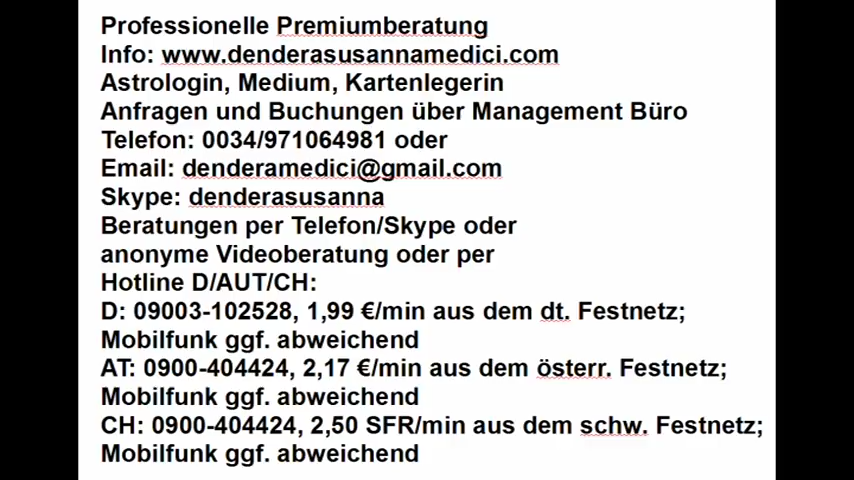 Professionelle Premiumberatung
Info: www.denderasusannamedici.com
Astrologin, Medium, Kartenlegerin
Anfragen und Buchungen über Management Büro
Telefon: 0034/971064981 oder
Email: denderamedici@gmail.com
Skype: denderasusanna
Beratungen per Telefon/Skype oder
anonyme Videoberatung oder per
Hotline D/AUT/CH:
D: 09003-102528, 1,99 €/min aus dem dt. Festnetz;
Mobilfunk ggf. abweichend
AT: 0900-404424, 2,17 €/min aus dem österr. Festnetz;
Mobilfunk ggf. abweichend
CH: 0900-404424, 2,50 SFR/min aus dem schw. Festnetz;
Mobilfunk ggf. abweichend